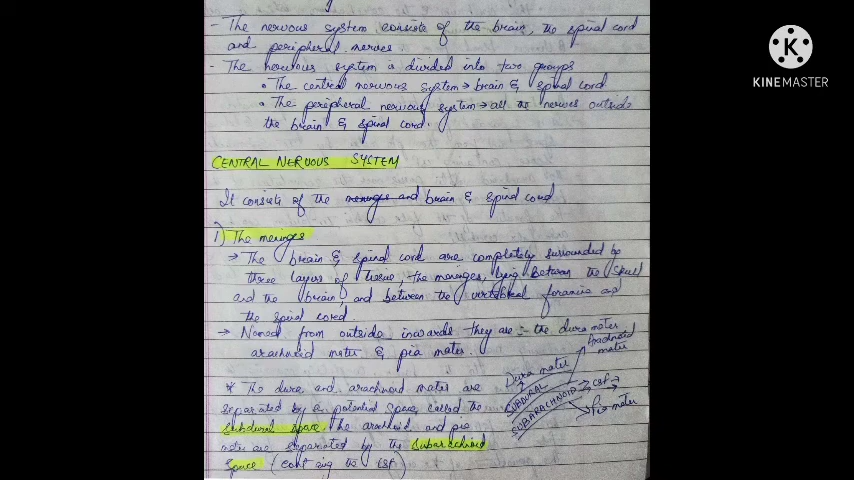 - The nervous system consists of the brain, the spinal cord
and peripheral nerves.
- The nervous system is divided into two groups
• The central nervous system → brain & spinal cord
• The peripheral nervous system → all the nerves outside
the brain & spinal cord.
CENTRAL NERVOUS SYSTEM
It consists of the meninges and brain & spinal cord
1) The meninges
→ The brain & spinal cord are completely surrounded by
three layers of tissue, the meninges, lying between the skull
and the brain, and between the vertebral foramina and
the spinal cord.
→ Named from outside inwards they are :- the dura mater
arachnoid mater & pia mater.
* The dura and arachnoid mater are
separated by a potential space called the
subdural space. The arachnoid and pia
mater are separated by the Subarachnoid
Space (containing the CSF)
Dura mater
SUBDURAL
SUBARACHNOID → CSF
Arachnoid
mater
Pia mater
K
KINEMASTER